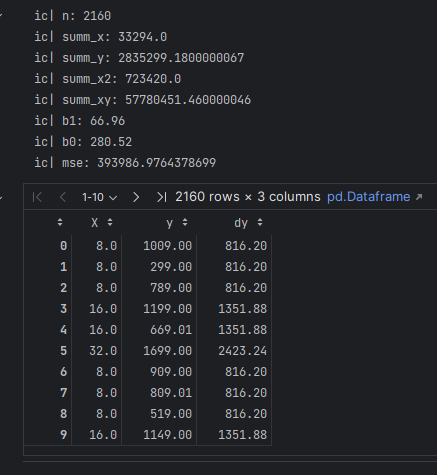 ic| n: 2160
ic| summ_x: 33294.0
ic| summ_y: 2835299.1800000067
ic| summ_x2: 723420.0
ic| summ_xy: 57780451.460000046
ic| b1: 66.96
ic| b0: 280.52
ic| mse: 393986.9764378699
1-10 2160 rows × 3 columns pd.Dataframe
X y dy
0 8.0 1009.00 816.20
1 8.0 299.00 816.20
2 8.0 789.00 816.20
3 16.0 1199.00 1351.88
4 16.0 669.01 1351.88
5 32.0 1699.00 2423.24
6 8.0 909.00 816.20
7 8.0 809.01 816.20
8 8.0 519.00 816.20
9 16.0 1149.00 1351.88